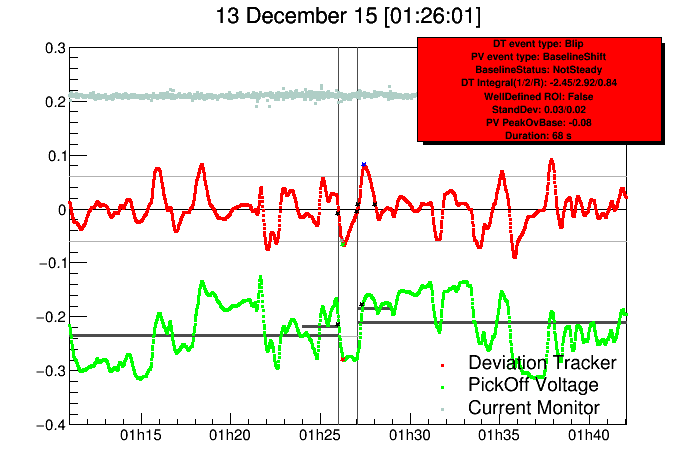 13 December 15 [01:26:01]
DT event type: Blip
PV event type: BaselineShift
BaselineStatus: NotSteady
DT Integral(1/2/R): -2.45/2.92/0.84
WellDefined ROI: False
StandDev: 0.03/0.02
PV PeakOvBase: -0.08
Duration: 68 s
0.3
0.2
0.1
0
−0.1
−0.2
−0.3
−0.4
Deviation Tracker
PickOff Voltage
Current Monitor
01h15 01h20 01h25 01h30 01h35 01h40